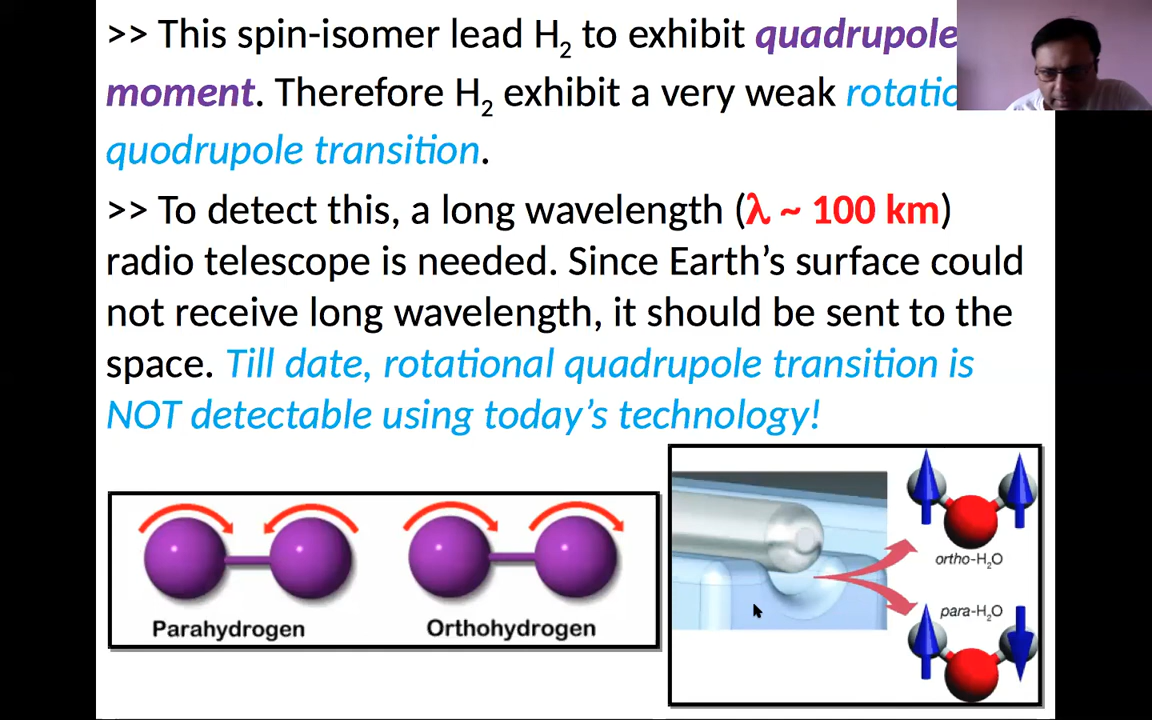 >> This spin-isomer lead H₂ to exhibit quadrupole
moment. Therefore H₂ exhibit a very weak
quodrupole transition.
>> To detect this, a long wavelength (λ ~ 100 km)
radio telescope is needed. Since Earth’s surface could
not receive long wavelength, it should be sent to the
space. Till date, rotational quadrupole transition is
NOT detectable using today’s technology!
Parahydrogen
Orthohydrogen
ortho-H₂O
para-H₂O